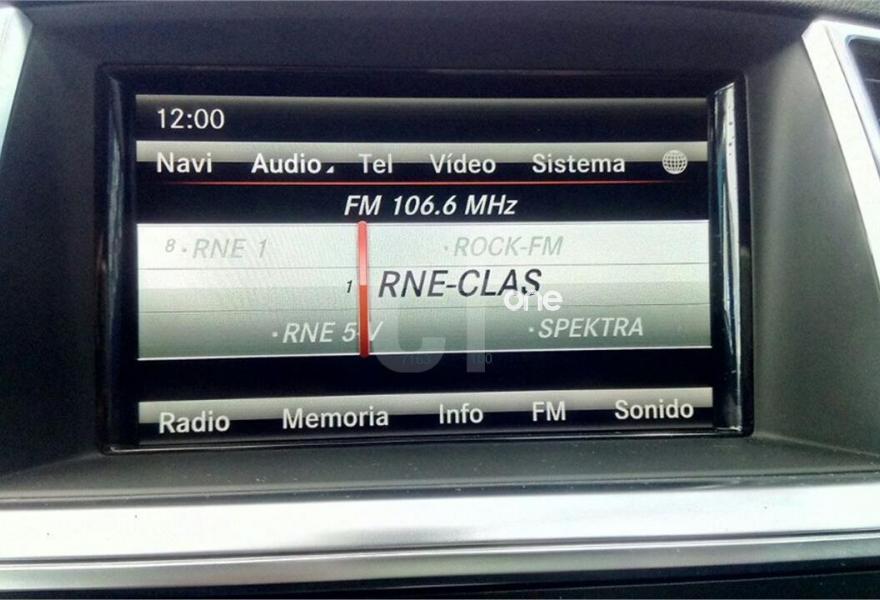 12:00
Navi Audio Tel Vídeo Sistema
FM 106.6 MHz
8 · RNE 1 · ROCK-FM
1 RNE-CLAS
one
· RNE 5-V · SPEKTRA
Radio Memoria Info FM Sonido